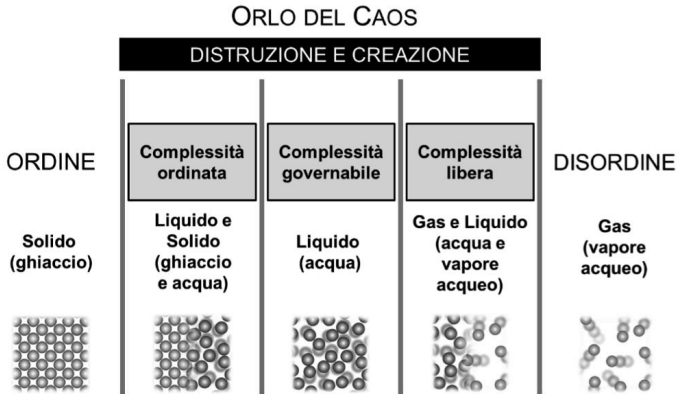 ORLO DEL CAOS
DISTRUZIONE E CREAZIONE
ORDINE
Complessità
ordinata
Complessità
governabile
Complessità
libera
DISORDINE
Solido
(ghiaccio)
Liquido e
Solido
(ghiaccio
e acqua)
Liquido
(acqua)
Gas e Liquido
(acqua e
vapore
acqueo)
Gas
(vapore
acqueo)